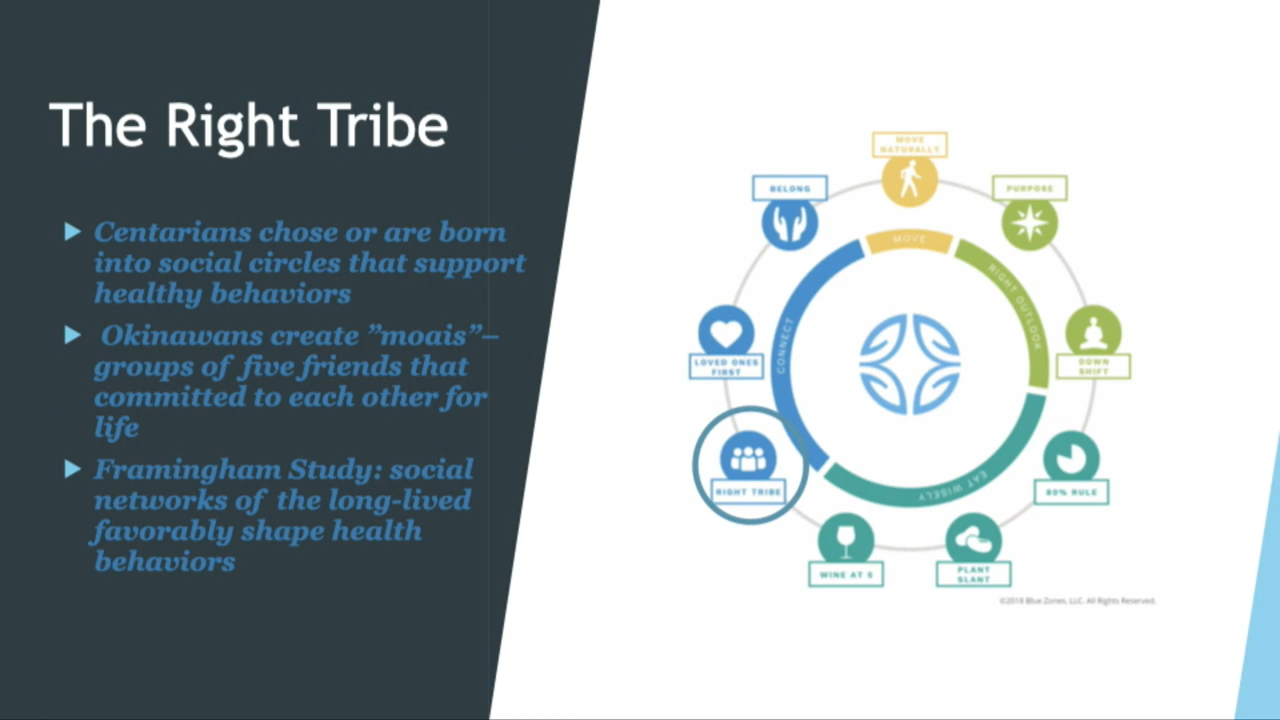 The Right Tribe
Centarians chose or are born
into social circles that support
healthy behaviors
Okinawans create ”moais”–
groups of five friends that
committed to each other for
life
Framingham Study: social
networks of the long-lived
favorably shape health
behaviors
MOVE
NATURALLY
BELONG
PURPOSE
MOVE
RIGHT OUTLOOK
CONNECT
LOVED ONES
FIRST
DOWN
SHIFT
RIGHT TRIBE
80% RULE
EAT WISELY
WINE AT 5
PLANT
SLANT
©2018 Blue Zones, LLC. All Rights Reserved.